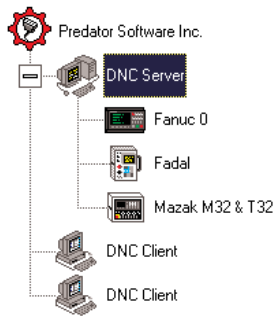 Predator Software Inc.
DNC Server
Fanuc 0
Fadal
Mazak M32 & T32
DNC Client
DNC Client